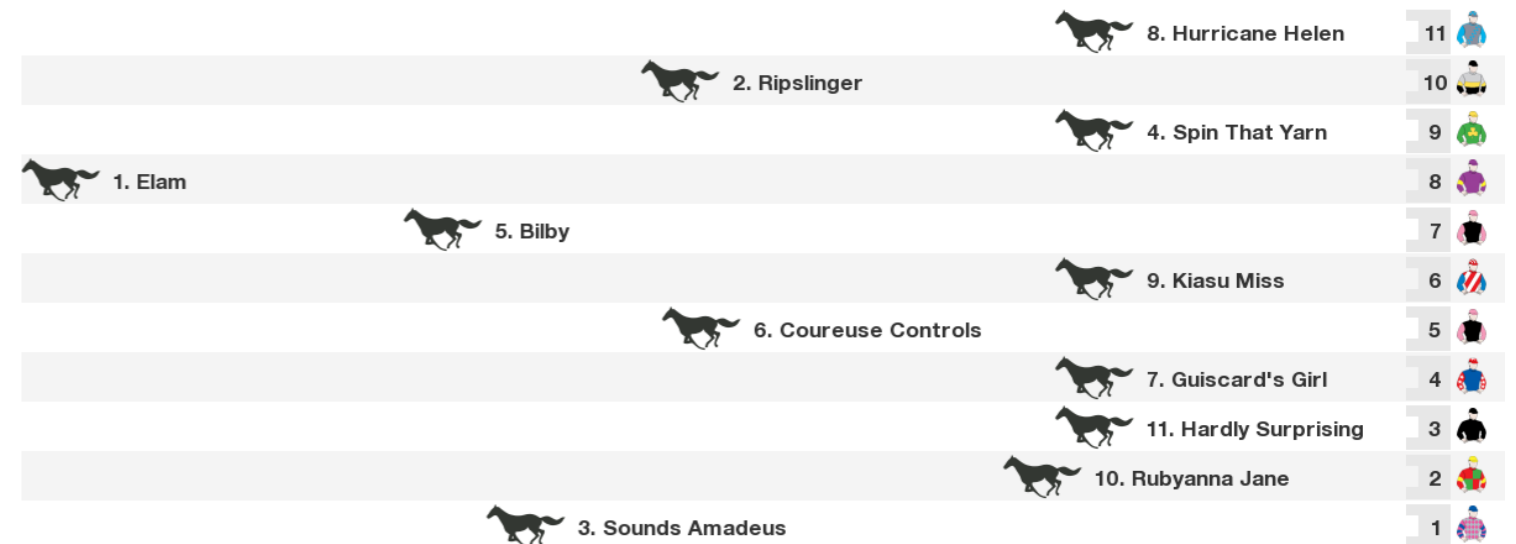 8. Hurricane Helen 11
2. Ripslinger 10
4. Spin That Yarn 9
1. Elam 8
5. Bilby 7
9. Kiasu Miss 6
6. Coureuse Controls 5
7. Guiscard's Girl 4
11. Hardly Surprising 3
10. Rubyanna Jane 2
3. Sounds Amadeus 1